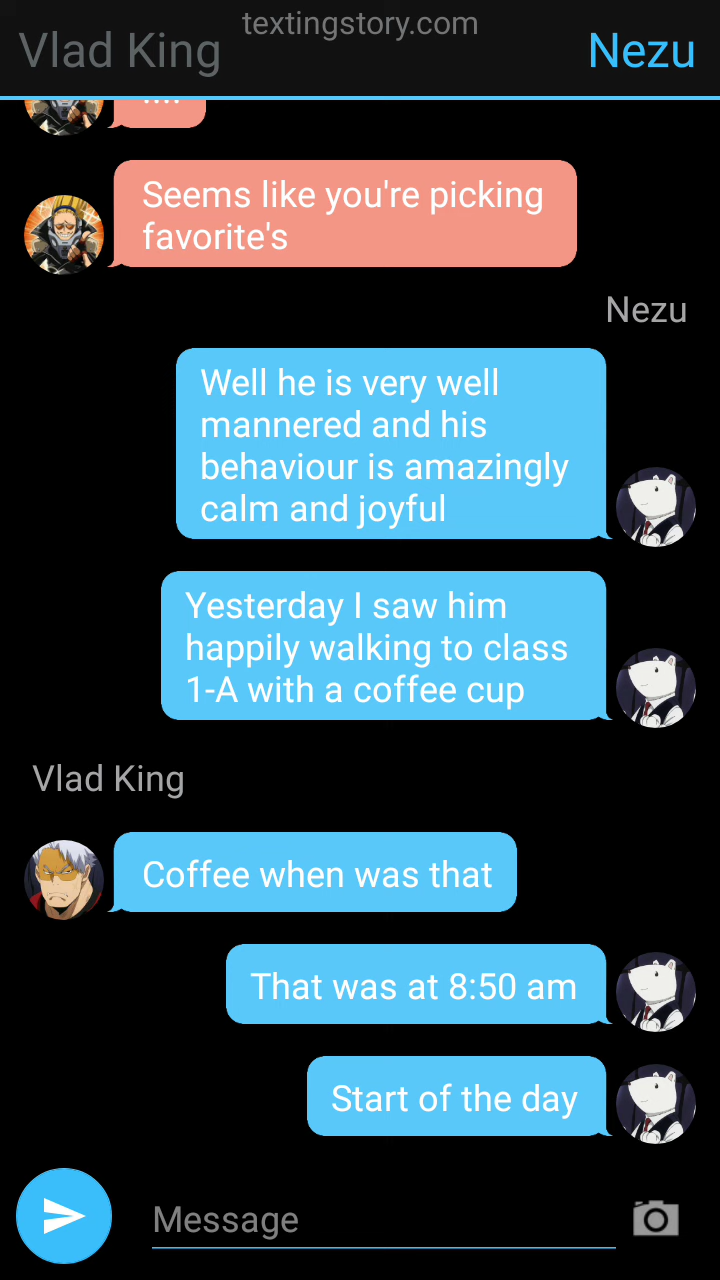 textingstory.com
Vlad King
Nezu
....
Seems like you're picking
favorite's
Nezu
Well he is very well
mannered and his
behaviour is amazingly
calm and joyful
Yesterday I saw him
happily walking to class
1-A with a coffee cup
Vlad King
Coffee when was that
That was at 8:50 am
Start of the day
Message